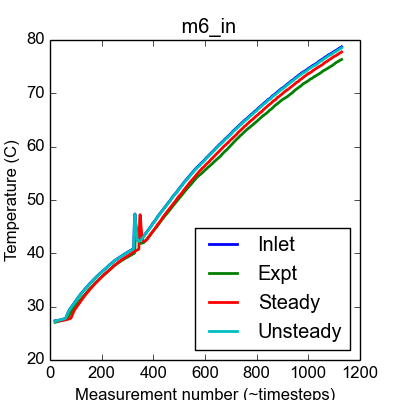 m6_in
80
70
60
50
40
30
20
Temperature (C)
Inlet
Expt
Steady
Unsteady
0 200 400 600 800 1000 1200
Measurement number (~timesteps)